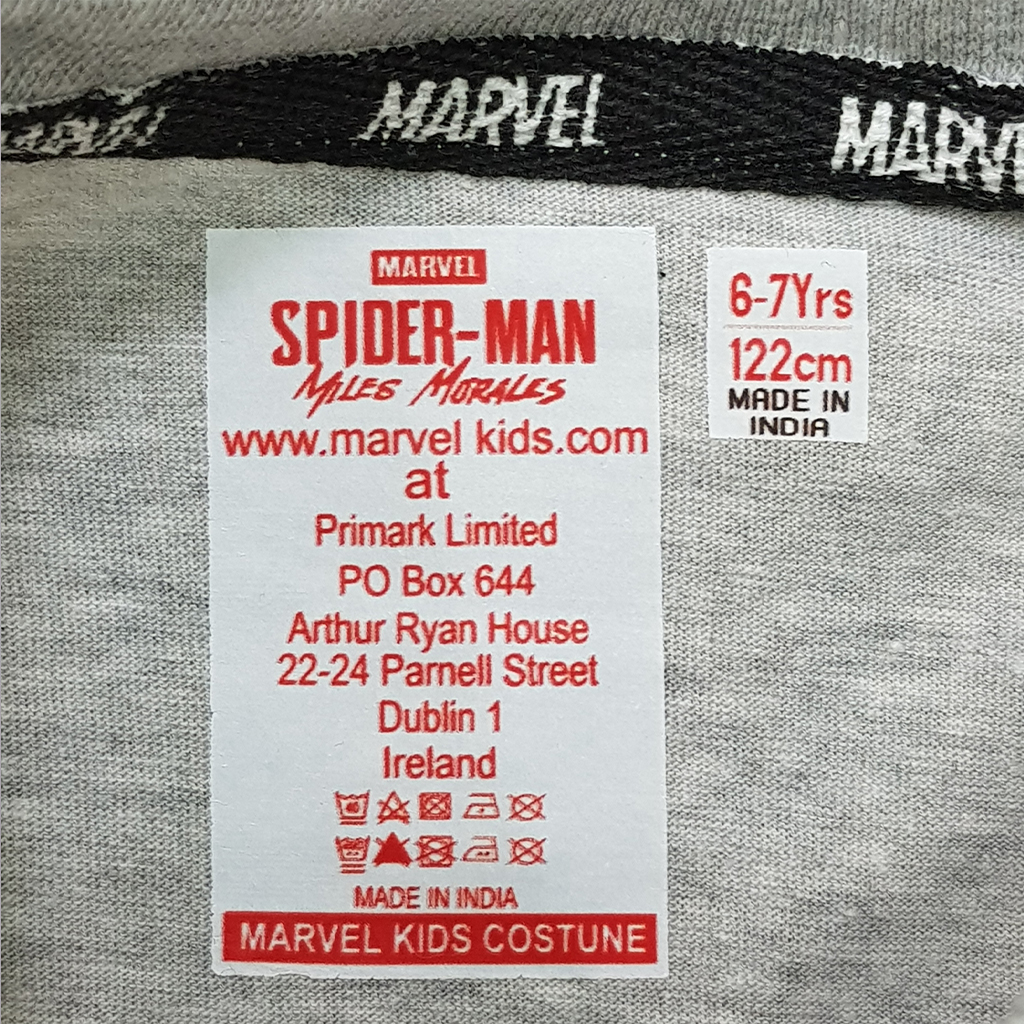 MARVEL MARVEL MARV
MARVEL
SPIDER-MAN
MILES MORALES
www.marvel kids.com
at
Primark Limited
PO Box 644
Arthur Ryan House
22-24 Parnell Street
Dublin 1
Ireland
MADE IN INDIA
MARVEL KIDS COSTUNE
6-7Yrs
122cm
MADE IN
INDIA